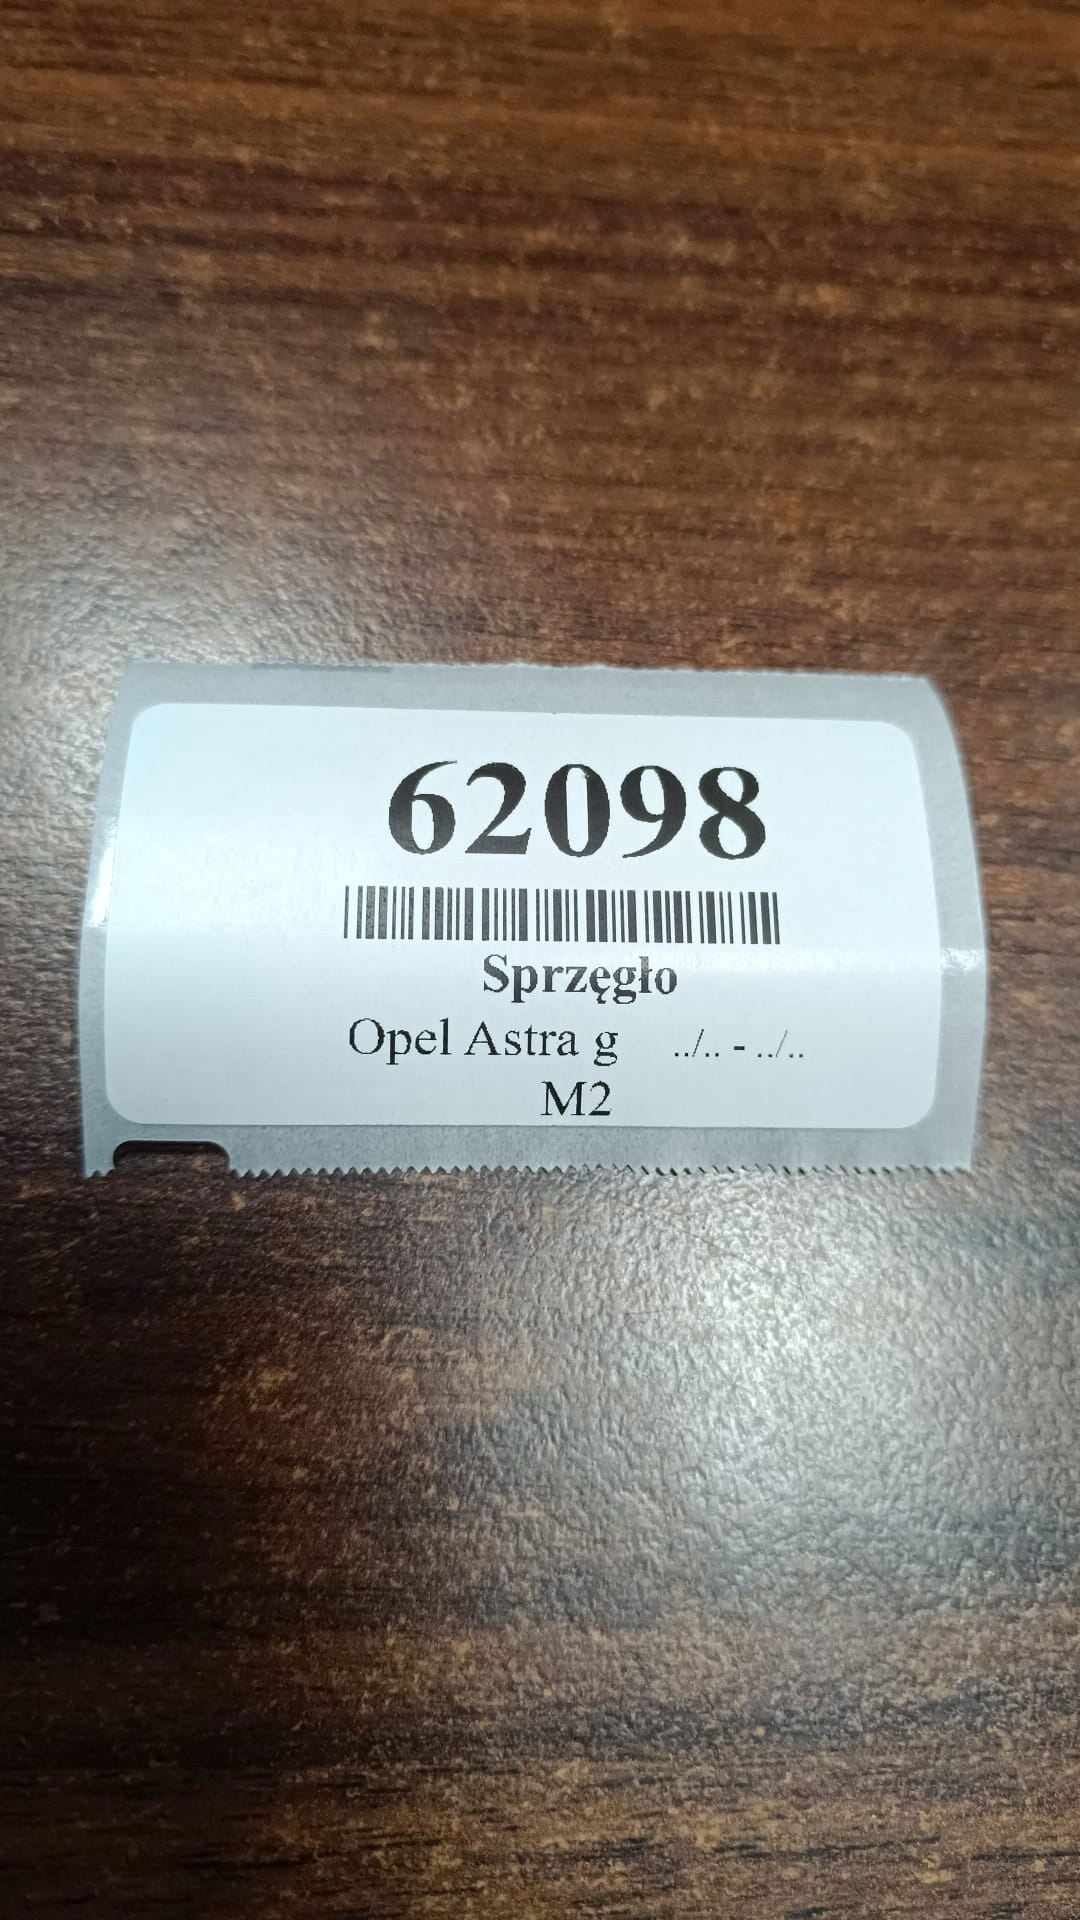 62098
Sprzęgło
Opel Astra g ../.. - ../..
M2